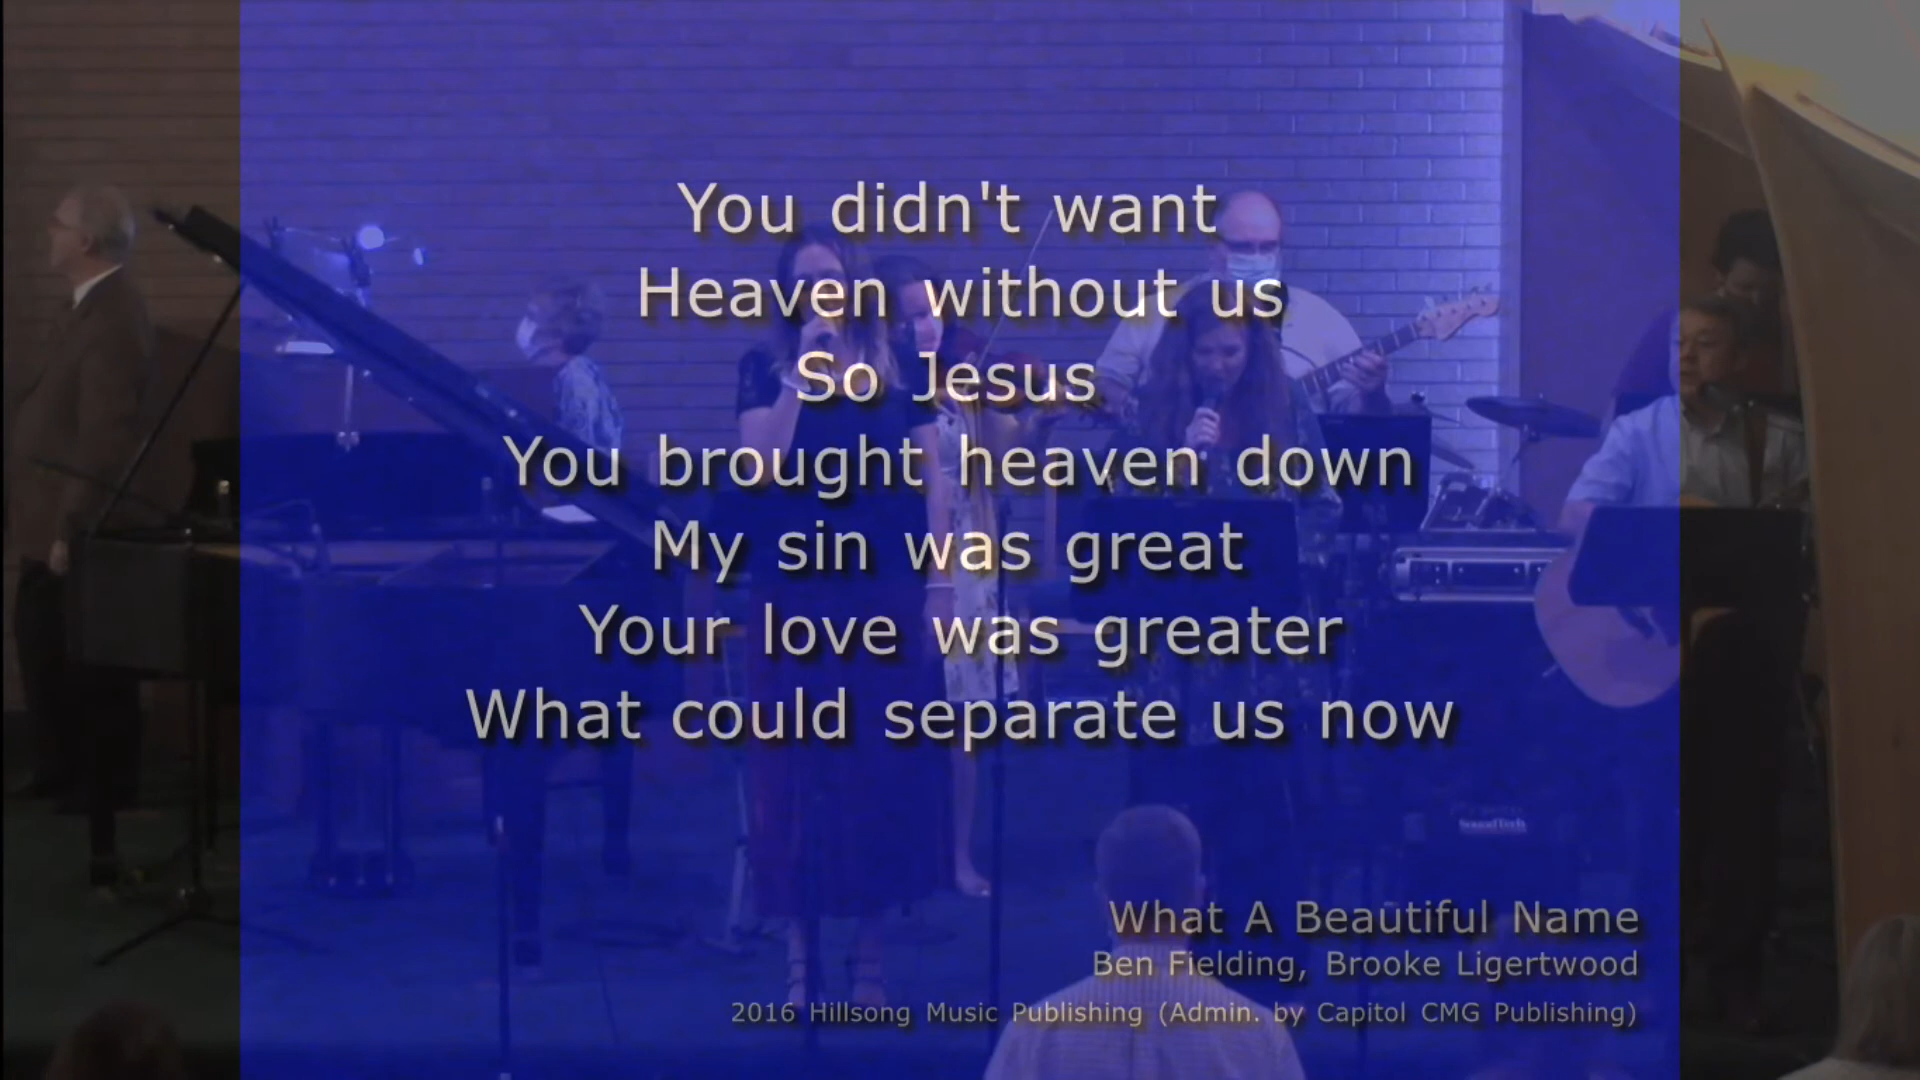 You didn't want
Heaven without us
So Jesus
You brought heaven down
My sin was great
Your love was greater
What could separate us now
SoundTech
What A Beautiful Name
Ben Fielding, Brooke Ligertwood
2016 Hillsong Music Publishing (Admin. by Capitol CMG Publishing)